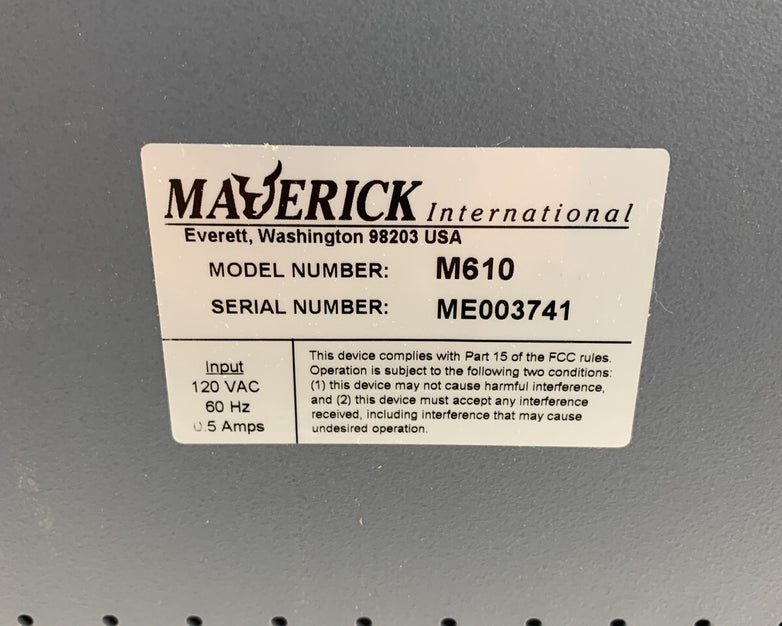 MAVERICK International
Everett, Washington 98203 USA
MODEL NUMBER: M610
SERIAL NUMBER: ME003741
Input
120 VAC
60 Hz
0.5 Amps
This device complies with Part 15 of the FCC rules.
Operation is subject to the following two conditions:
(1) this device may not cause harmful interference,
and (2) this device must accept any interference
received, including interference that may cause
undesired operation.